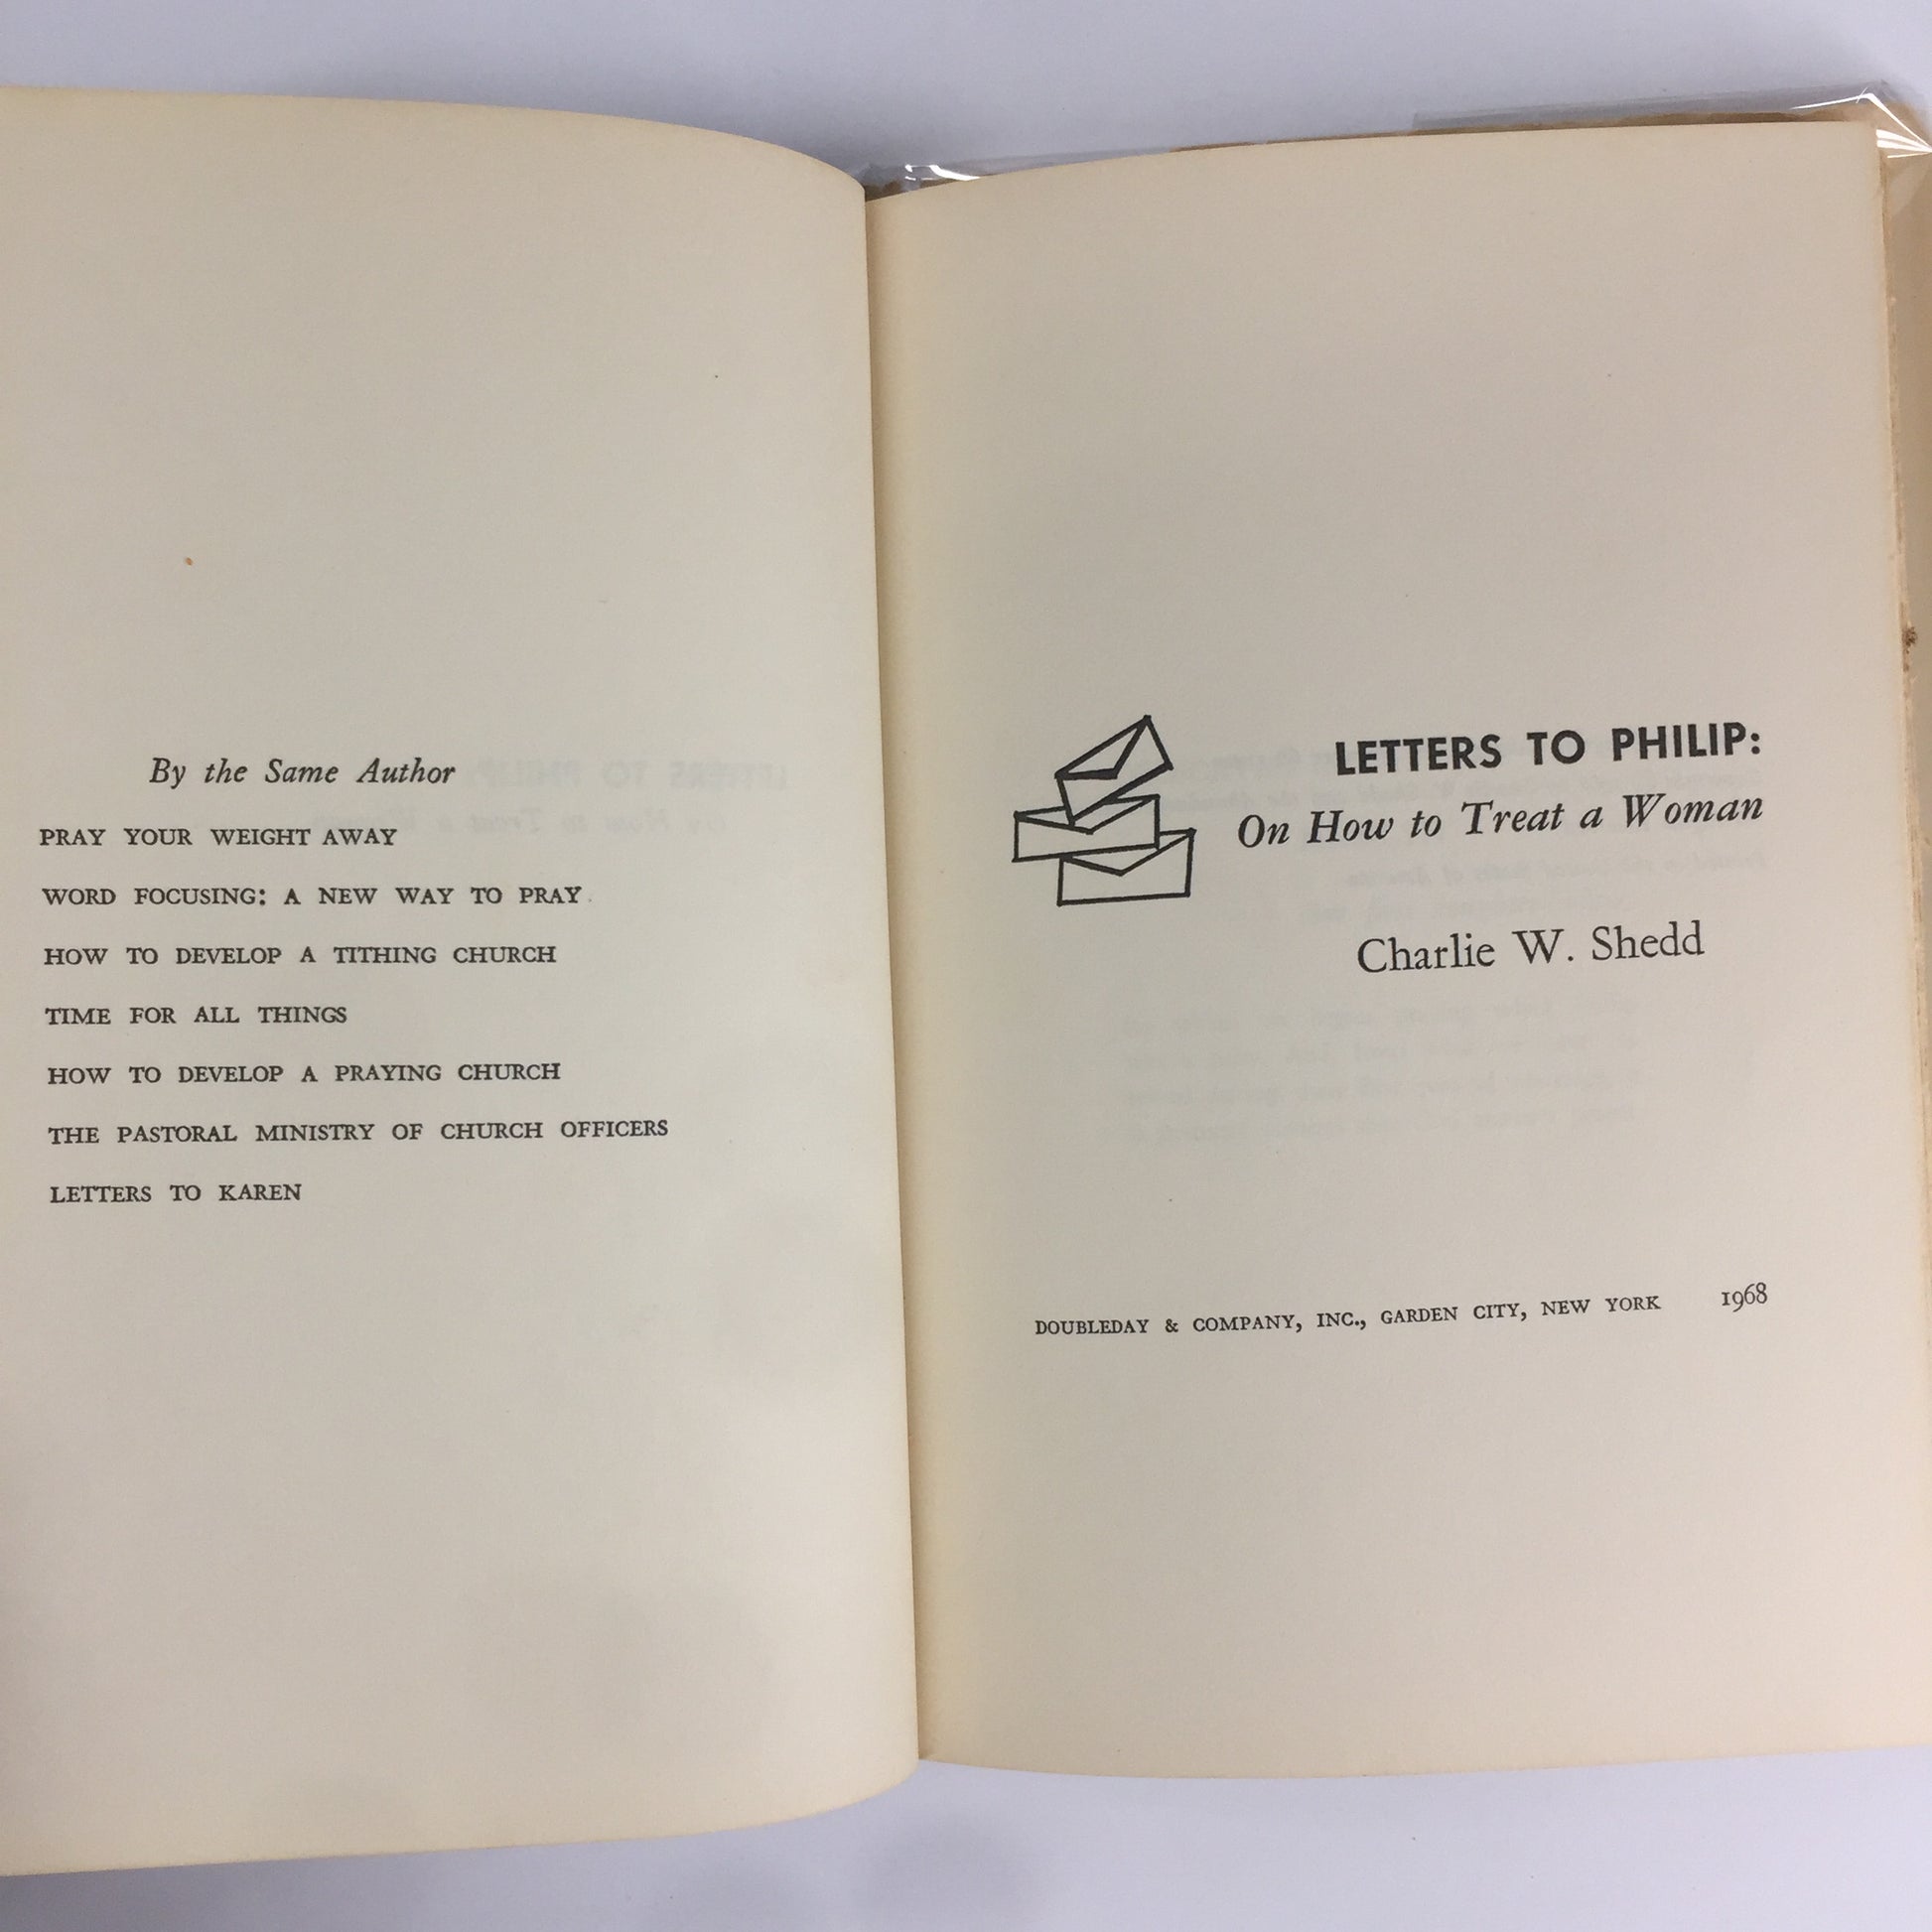 By the Same Author
PRAY YOUR WEIGHT AWAY
WORD FOCUSING: A NEW WAY TO PRAY
HOW TO DEVELOP A TITHING CHURCH
TIME FOR ALL THINGS
HOW TO DEVELOP A PRAYING CHURCH
THE PASTORAL MINISTRY OF CHURCH OFFICERS
LETTERS TO KAREN
LETTERS TO PHILIP:
On How to Treat a Woman
Charlie W. Shedd
DOUBLEDAY & COMPANY, INC., GARDEN CITY, NEW YORK 1968